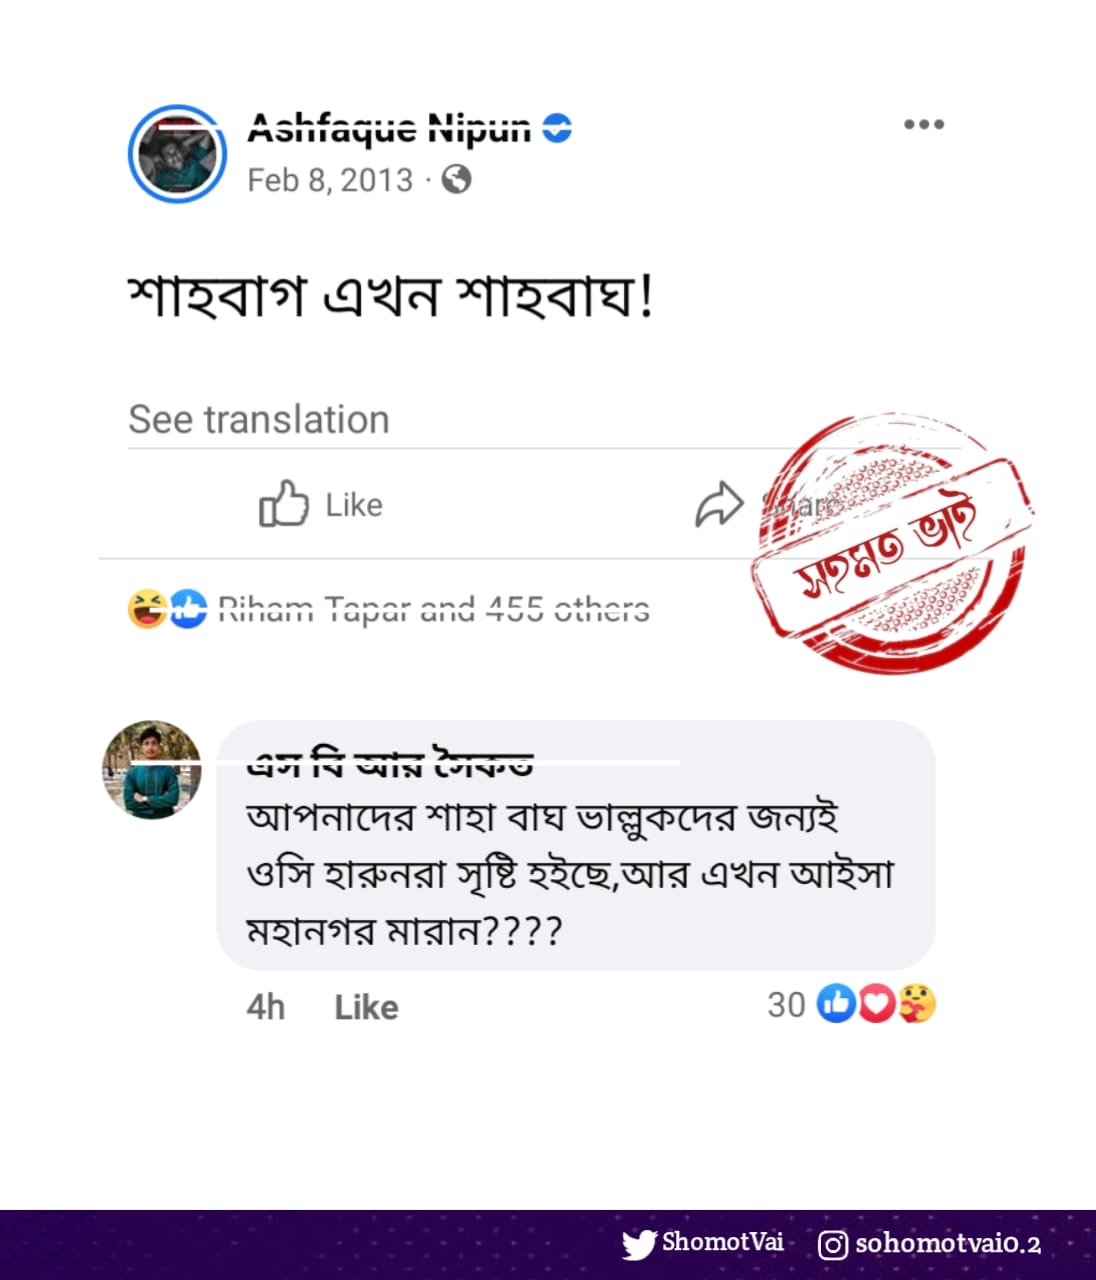 Ashfaque Nipun
Feb 8, 2013 ·
শাহবাগ এখন শাহবাঘ!
See translation
Like Share
Riham Tapar and 455 others
সহমত ভাই
এস বি আর সৈকত
আপনাদের শাহা বাঘ ভাল্লুকদের জন্যই
ওসি হারুনরা সৃষ্টি হইছে,আর এখন আইসা
মহানগর মারান????
4h Like 30
ShomotVai sohomotvaio.2